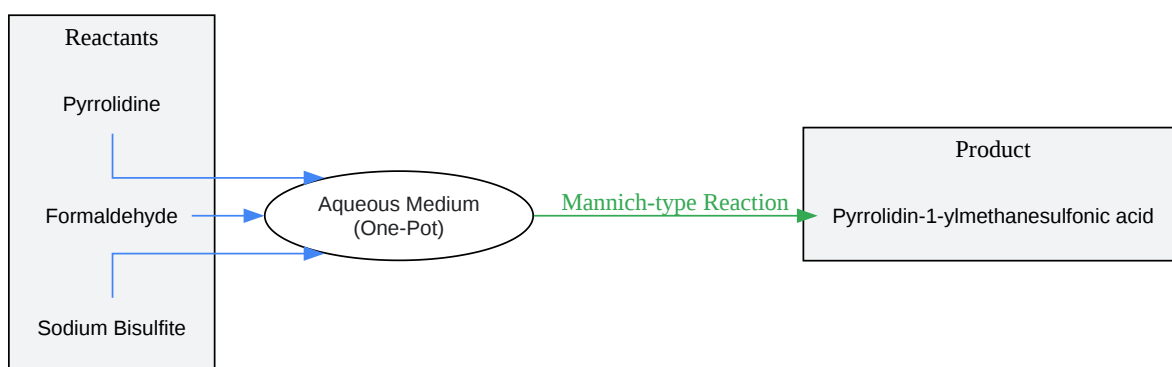 Reactants
Pyrrolidine
Formaldehyde
Sodium Bisulfite
Aqueous Medium
(One-Pot)
Mannich-type Reaction
Product
Pyrrolidin-1-ylmethanesulfonic acid